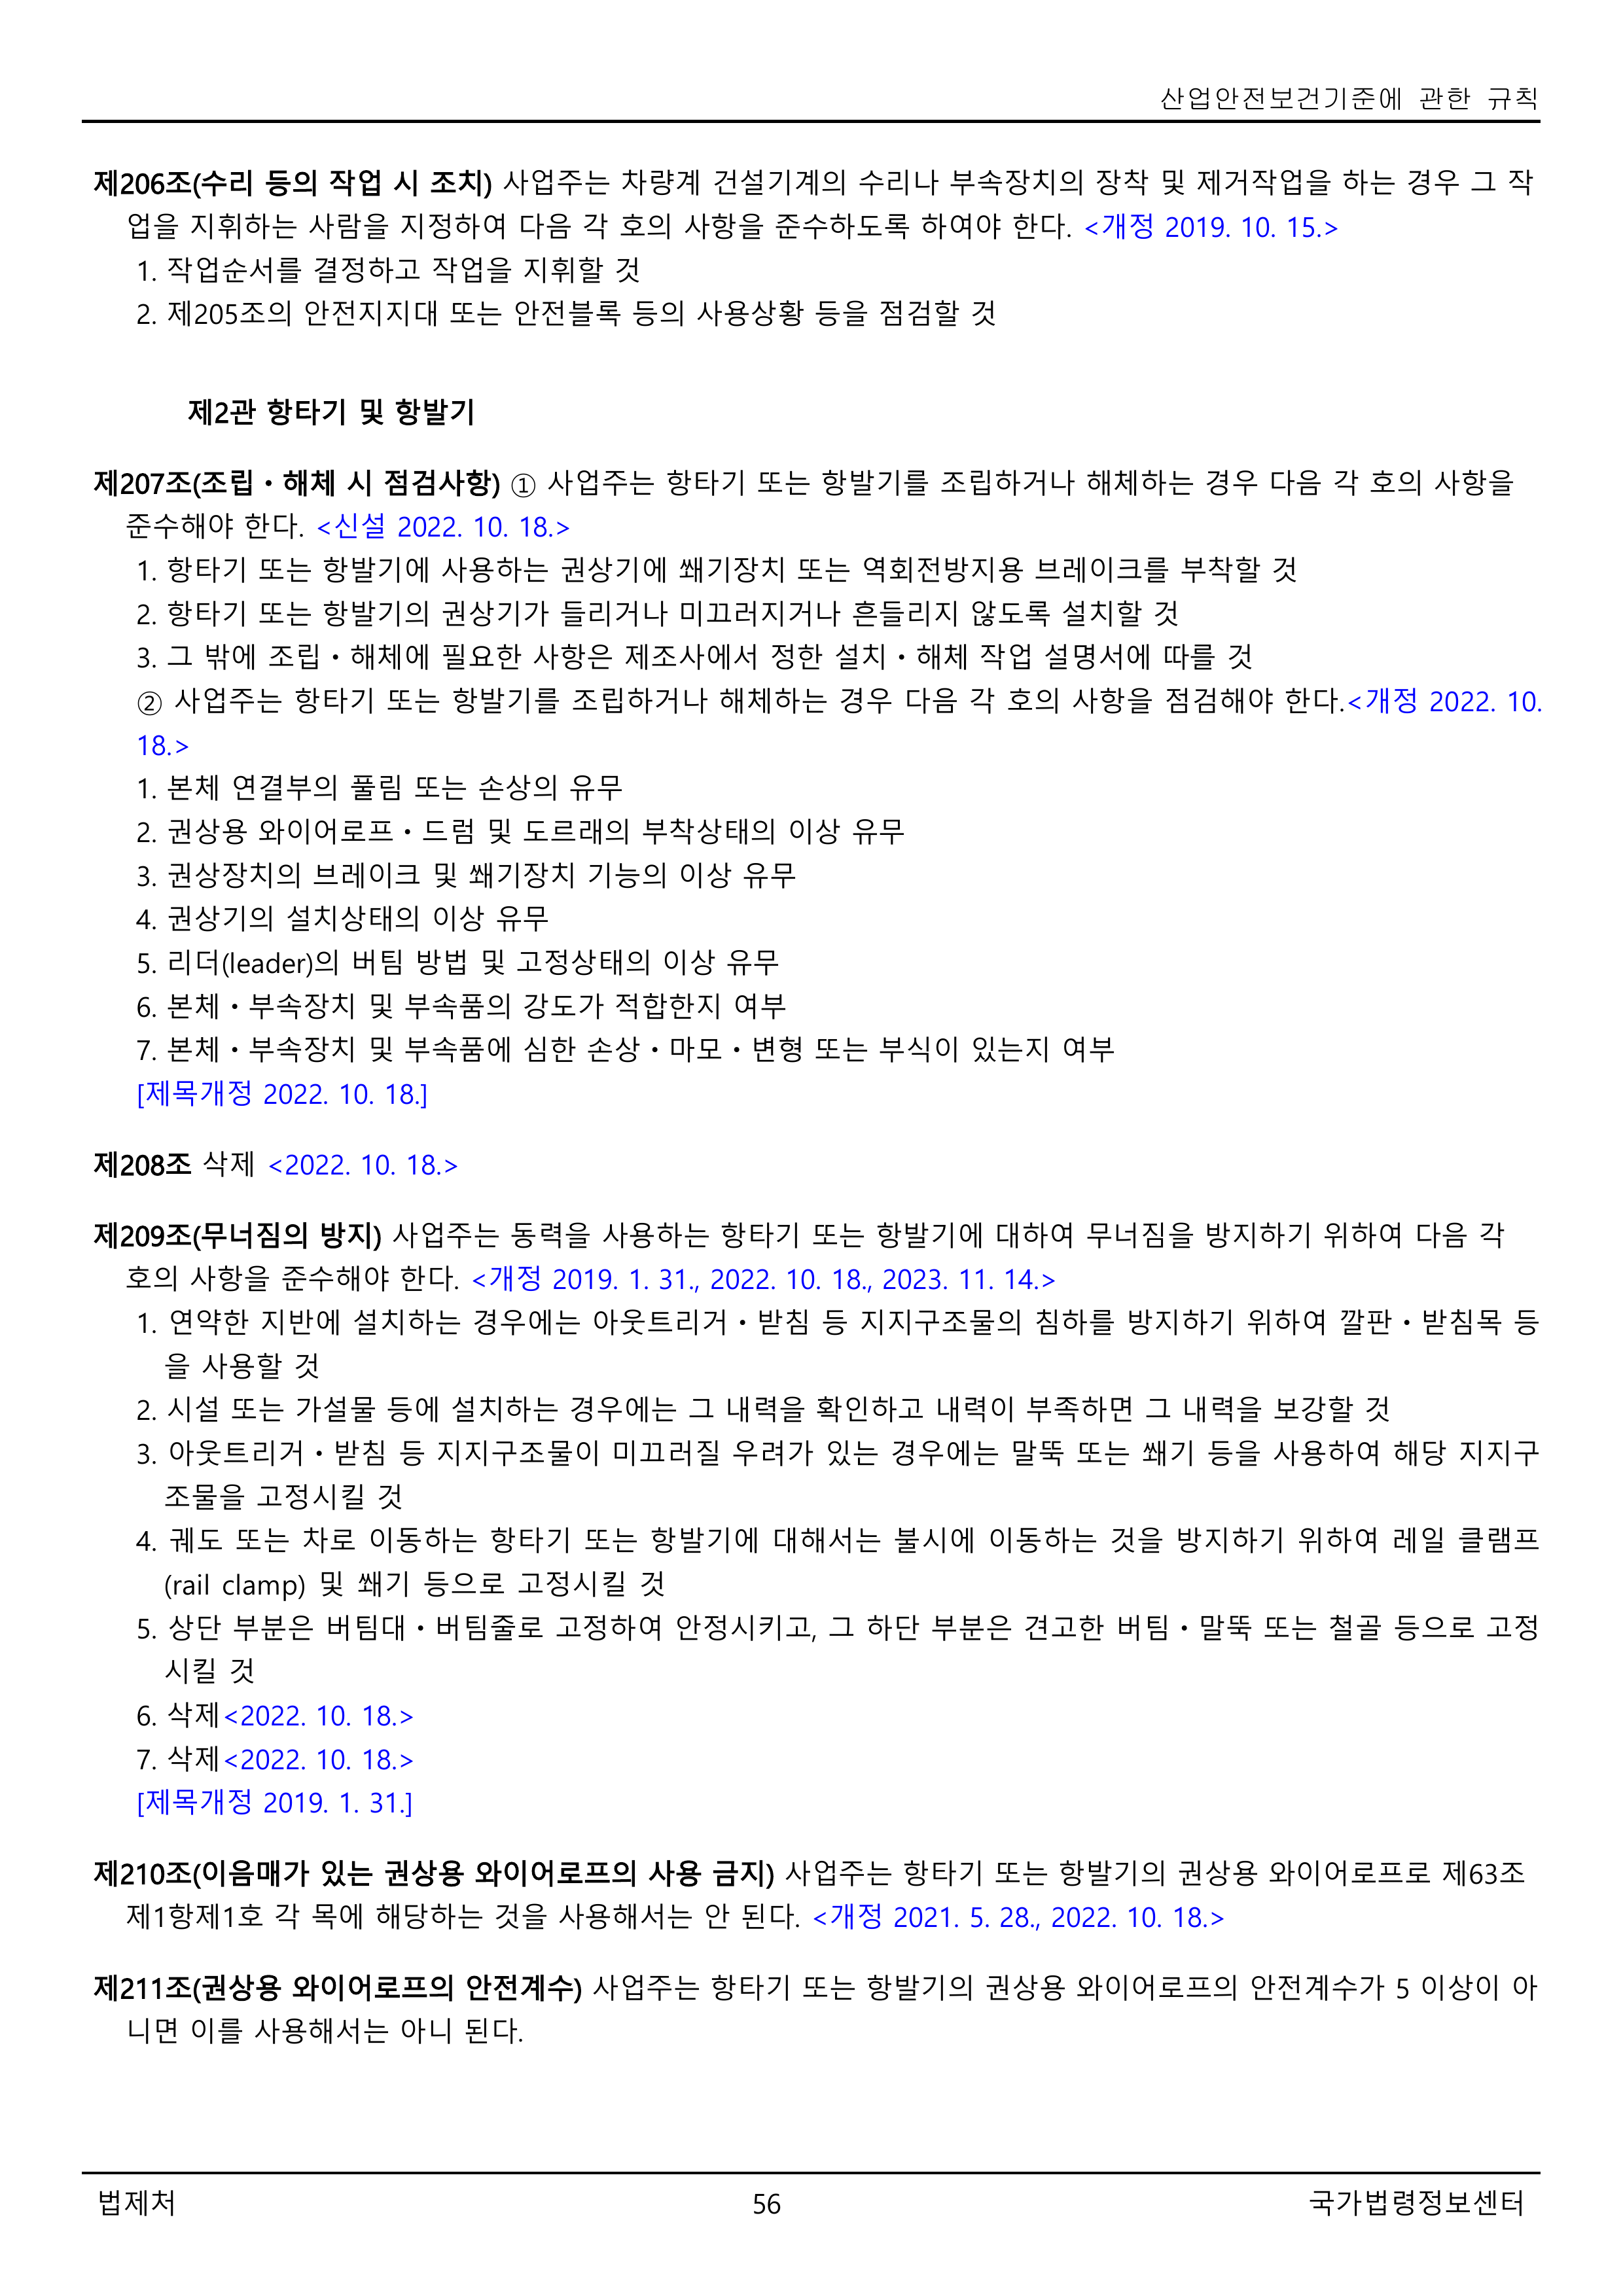 산업안전보건기준에 관한 규칙
제206조(수리 등의 작업 시 조치) 사업주는 차량계 건설기계의 수리나 부속장치의 장착 및 제거작업을 하는 경우 그 작
업을 지휘하는 사람을 지정하여 다음 각 호의 사항을 준수하도록 하여야 한다. <개정 2019. 10. 15.>
1. 작업순서를 결정하고 작업을 지휘할 것
2. 제205조의 안전지지대 또는 안전블록 등의 사용상황 등을 점검할 것
제2관 항타기 및 항발기
제207조(조립ㆍ해체 시 점검사항) ① 사업주는 항타기 또는 항발기를 조립하거나 해체하는 경우 다음 각 호의 사항을
준수해야 한다. <신설 2022. 10. 18.>
1. 항타기 또는 항발기에 사용하는 권상기에 쐐기장치 또는 역회전방지용 브레이크를 부착할 것
2. 항타기 또는 항발기의 권상기가 들리거나 미끄러지거나 흔들리지 않도록 설치할 것
3. 그 밖에 조립ㆍ해체에 필요한 사항은 제조사에서 정한 설치ㆍ해체 작업 설명서에 따를 것
② 사업주는 항타기 또는 항발기를 조립하거나 해체하는 경우 다음 각 호의 사항을 점검해야 한다.<개정 2022. 10.
18.>
1. 본체 연결부의 풀림 또는 손상의 유무
2. 권상용 와이어로프ㆍ드럼 및 도르래의 부착상태의 이상 유무
3. 권상장치의 브레이크 및 쐐기장치 기능의 이상 유무
4. 권상기의 설치상태의 이상 유무
5. 리더(leader)의 버팀 방법 및 고정상태의 이상 유무
6. 본체ㆍ부속장치 및 부속품의 강도가 적합한지 여부
7. 본체ㆍ부속장치 및 부속품에 심한 손상ㆍ마모ㆍ변형 또는 부식이 있는지 여부
[제목개정 2022. 10. 18.]
제208조 삭제 <2022. 10. 18.>
제209조(무너짐의 방지) 사업주는 동력을 사용하는 항타기 또는 항발기에 대하여 무너짐을 방지하기 위하여 다음 각
호의 사항을 준수해야 한다. <개정 2019. 1. 31., 2022. 10. 18., 2023. 11. 14.>
1. 연약한 지반에 설치하는 경우에는 아웃트리거ㆍ받침 등 지지구조물의 침하를 방지하기 위하여 깔판ㆍ받침목 등
을 사용할 것
2. 시설 또는 가설물 등에 설치하는 경우에는 그 내력을 확인하고 내력이 부족하면 그 내력을 보강할 것
3. 아웃트리거ㆍ받침 등 지지구조물이 미끄러질 우려가 있는 경우에는 말뚝 또는 쐐기 등을 사용하여 해당 지지구
조물을 고정시킬 것
4. 궤도 또는 차로 이동하는 항타기 또는 항발기에 대해서는 불시에 이동하는 것을 방지하기 위하여 레일 클램프
(rail clamp) 및 쐐기 등으로 고정시킬 것
5. 상단 부분은 버팀대ㆍ버팀줄로 고정하여 안정시키고, 그 하단 부분은 견고한 버팀ㆍ말뚝 또는 철골 등으로 고정
시킬 것
6. 삭제<2022. 10. 18.>
7. 삭제<2022. 10. 18.>
[제목개정 2019. 1. 31.]
제210조(이음매가 있는 권상용 와이어로프의 사용 금지) 사업주는 항타기 또는 항발기의 권상용 와이어로프로 제63조
제1항제1호 각 목에 해당하는 것을 사용해서는 안 된다. <개정 2021. 5. 28., 2022. 10. 18.>
제211조(권상용 와이어로프의 안전계수) 사업주는 항타기 또는 항발기의 권상용 와이어로프의 안전계수가 5 이상이 아
니면 이를 사용해서는 아니 된다.
법제처 56 국가법령정보센터